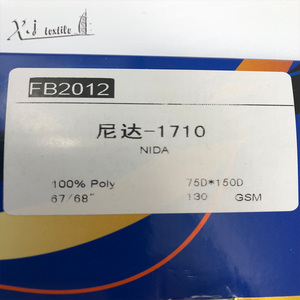 X.j textile
FB2012
尼达-1710
NIDA
100% Poly 75D*150D
67/68" 130 GSM